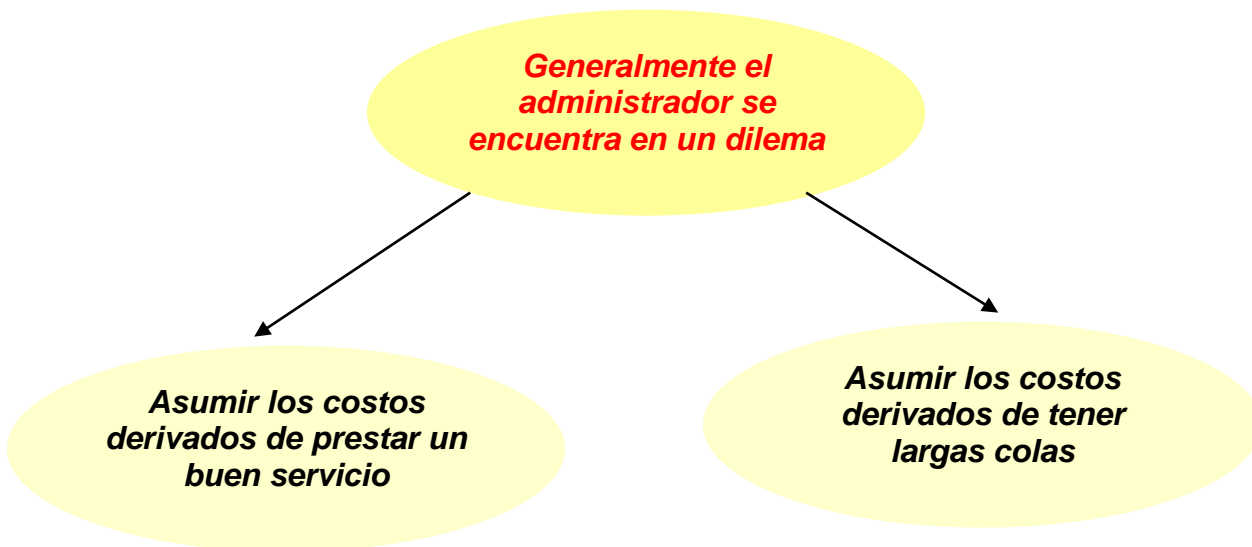 Generalmente el
administrador se
encuentra en un dilema
Asumir los costos
derivados de prestar un
buen servicio
Asumir los costos
derivados de tener
largas colas